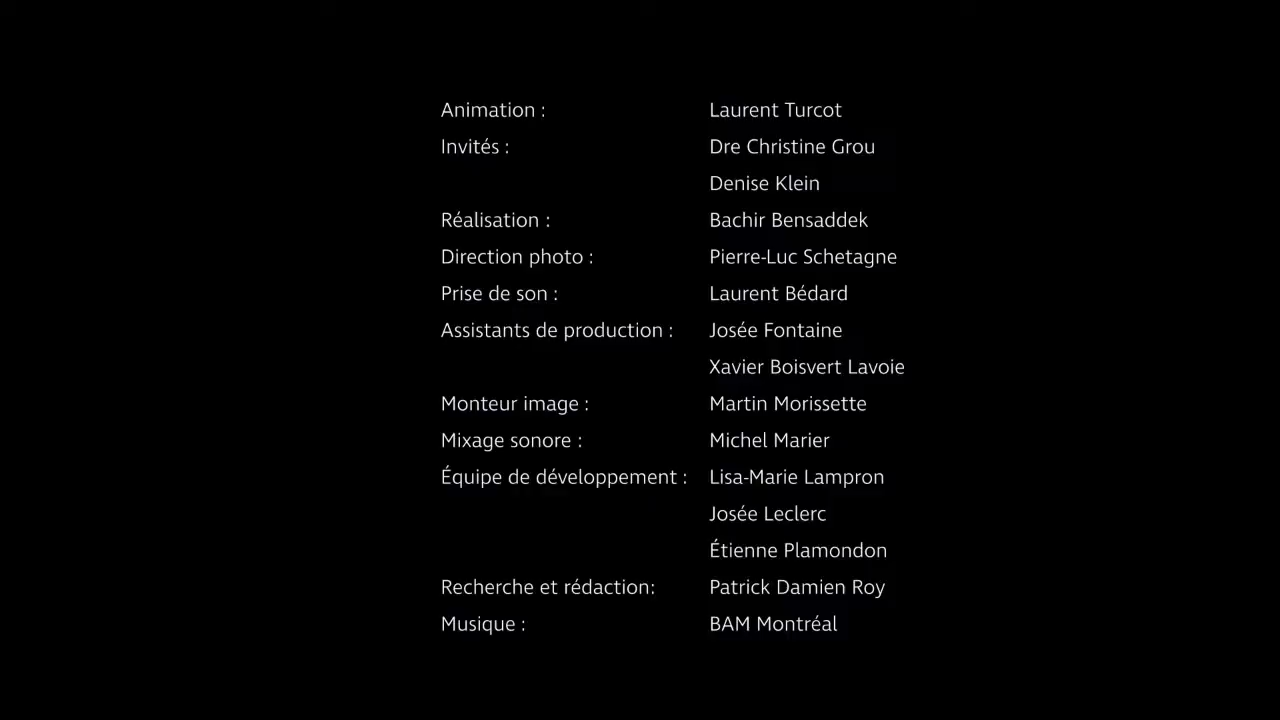 Animation : Laurent Turcot
Invités : Dre Christine Grou
Denise Klein
Réalisation : Bachir Bensaddek
Direction photo : Pierre-Luc Schetagne
Prise de son : Laurent Bédard
Assistants de production : Josée Fontaine
Xavier Boisvert Lavoie
Monteur image : Martin Morissette
Mixage sonore : Michel Marier
Équipe de développement : Lisa-Marie Lampron
Josée Leclerc
Étienne Plamondon
Recherche et rédaction: Patrick Damien Roy
Musique : BAM Montréal